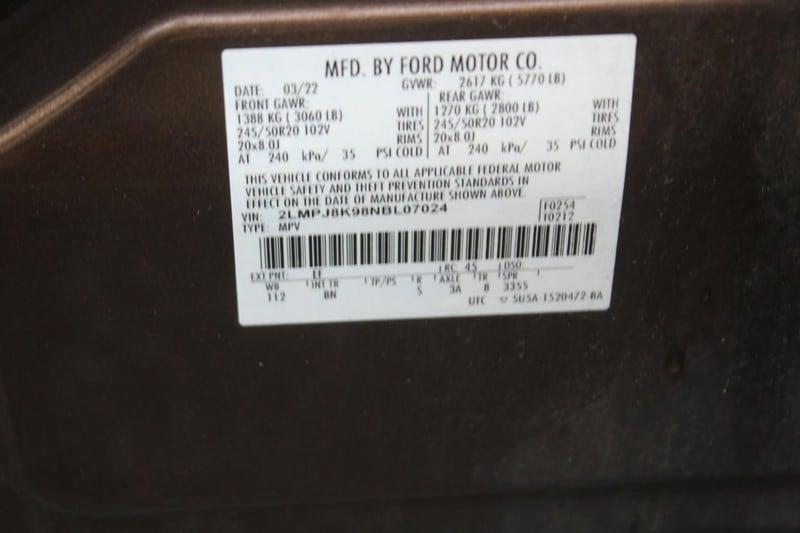 MFD. BY FORD MOTOR CO.
DATE: 03/22 GVWR: 2617 KG ( 5770 LB)
FRONT GAWR: REAR GAWR:
1388 KG ( 3060 LB) WITH 1270 KG ( 2800 LB) WITH
245/50R20 102V TIRES 245/50R20 102V TIRES
20x8.0J RIMS 20x8.0J RIMS
AT 240 kPa/ 35 PSI COLD AT 240 kPa/ 35 PSI COLD
THIS VEHICLE CONFORMS TO ALL APPLICABLE FEDERAL MOTOR
VEHICLE SAFETY AND THEFT PREVENTION STANDARDS IN
EFFECT ON THE DATE OF MANUFACTURE SHOWN ABOVE.
VIN: 2LMPJ8K98NBL07024 F0254
TYPE: MPV T0212
EXT PNT: EF RC: 45 DSO:
WB INT TR TP/PS R AXLE TR SPR
112 BN 5 3A 8 3355
UTC 5U5A-1520472-BA